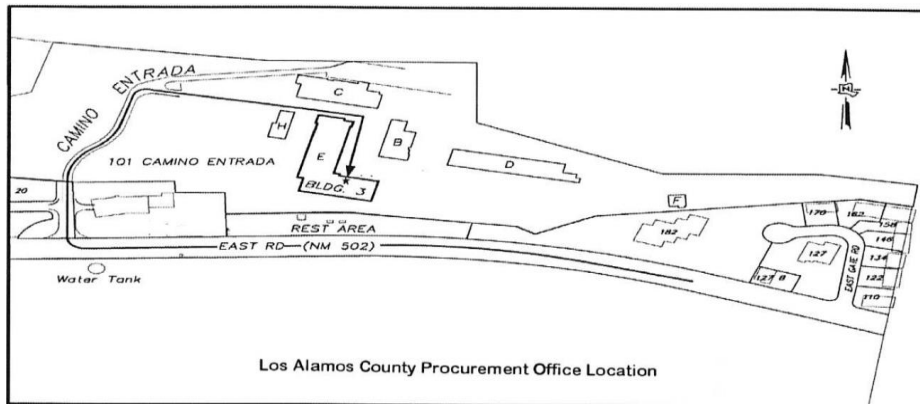 CAMINO ENTRADA
N
C
H
B
E
D
101 CAMINO ENTRADA
BLDG. 3
20
F
REST AREA
EAST RD—(NM 502)
Water Tank
182
170
162
158
146
127
134
EAST GATE RD
122
127 B
110
Los Alamos County Procurement Office Location